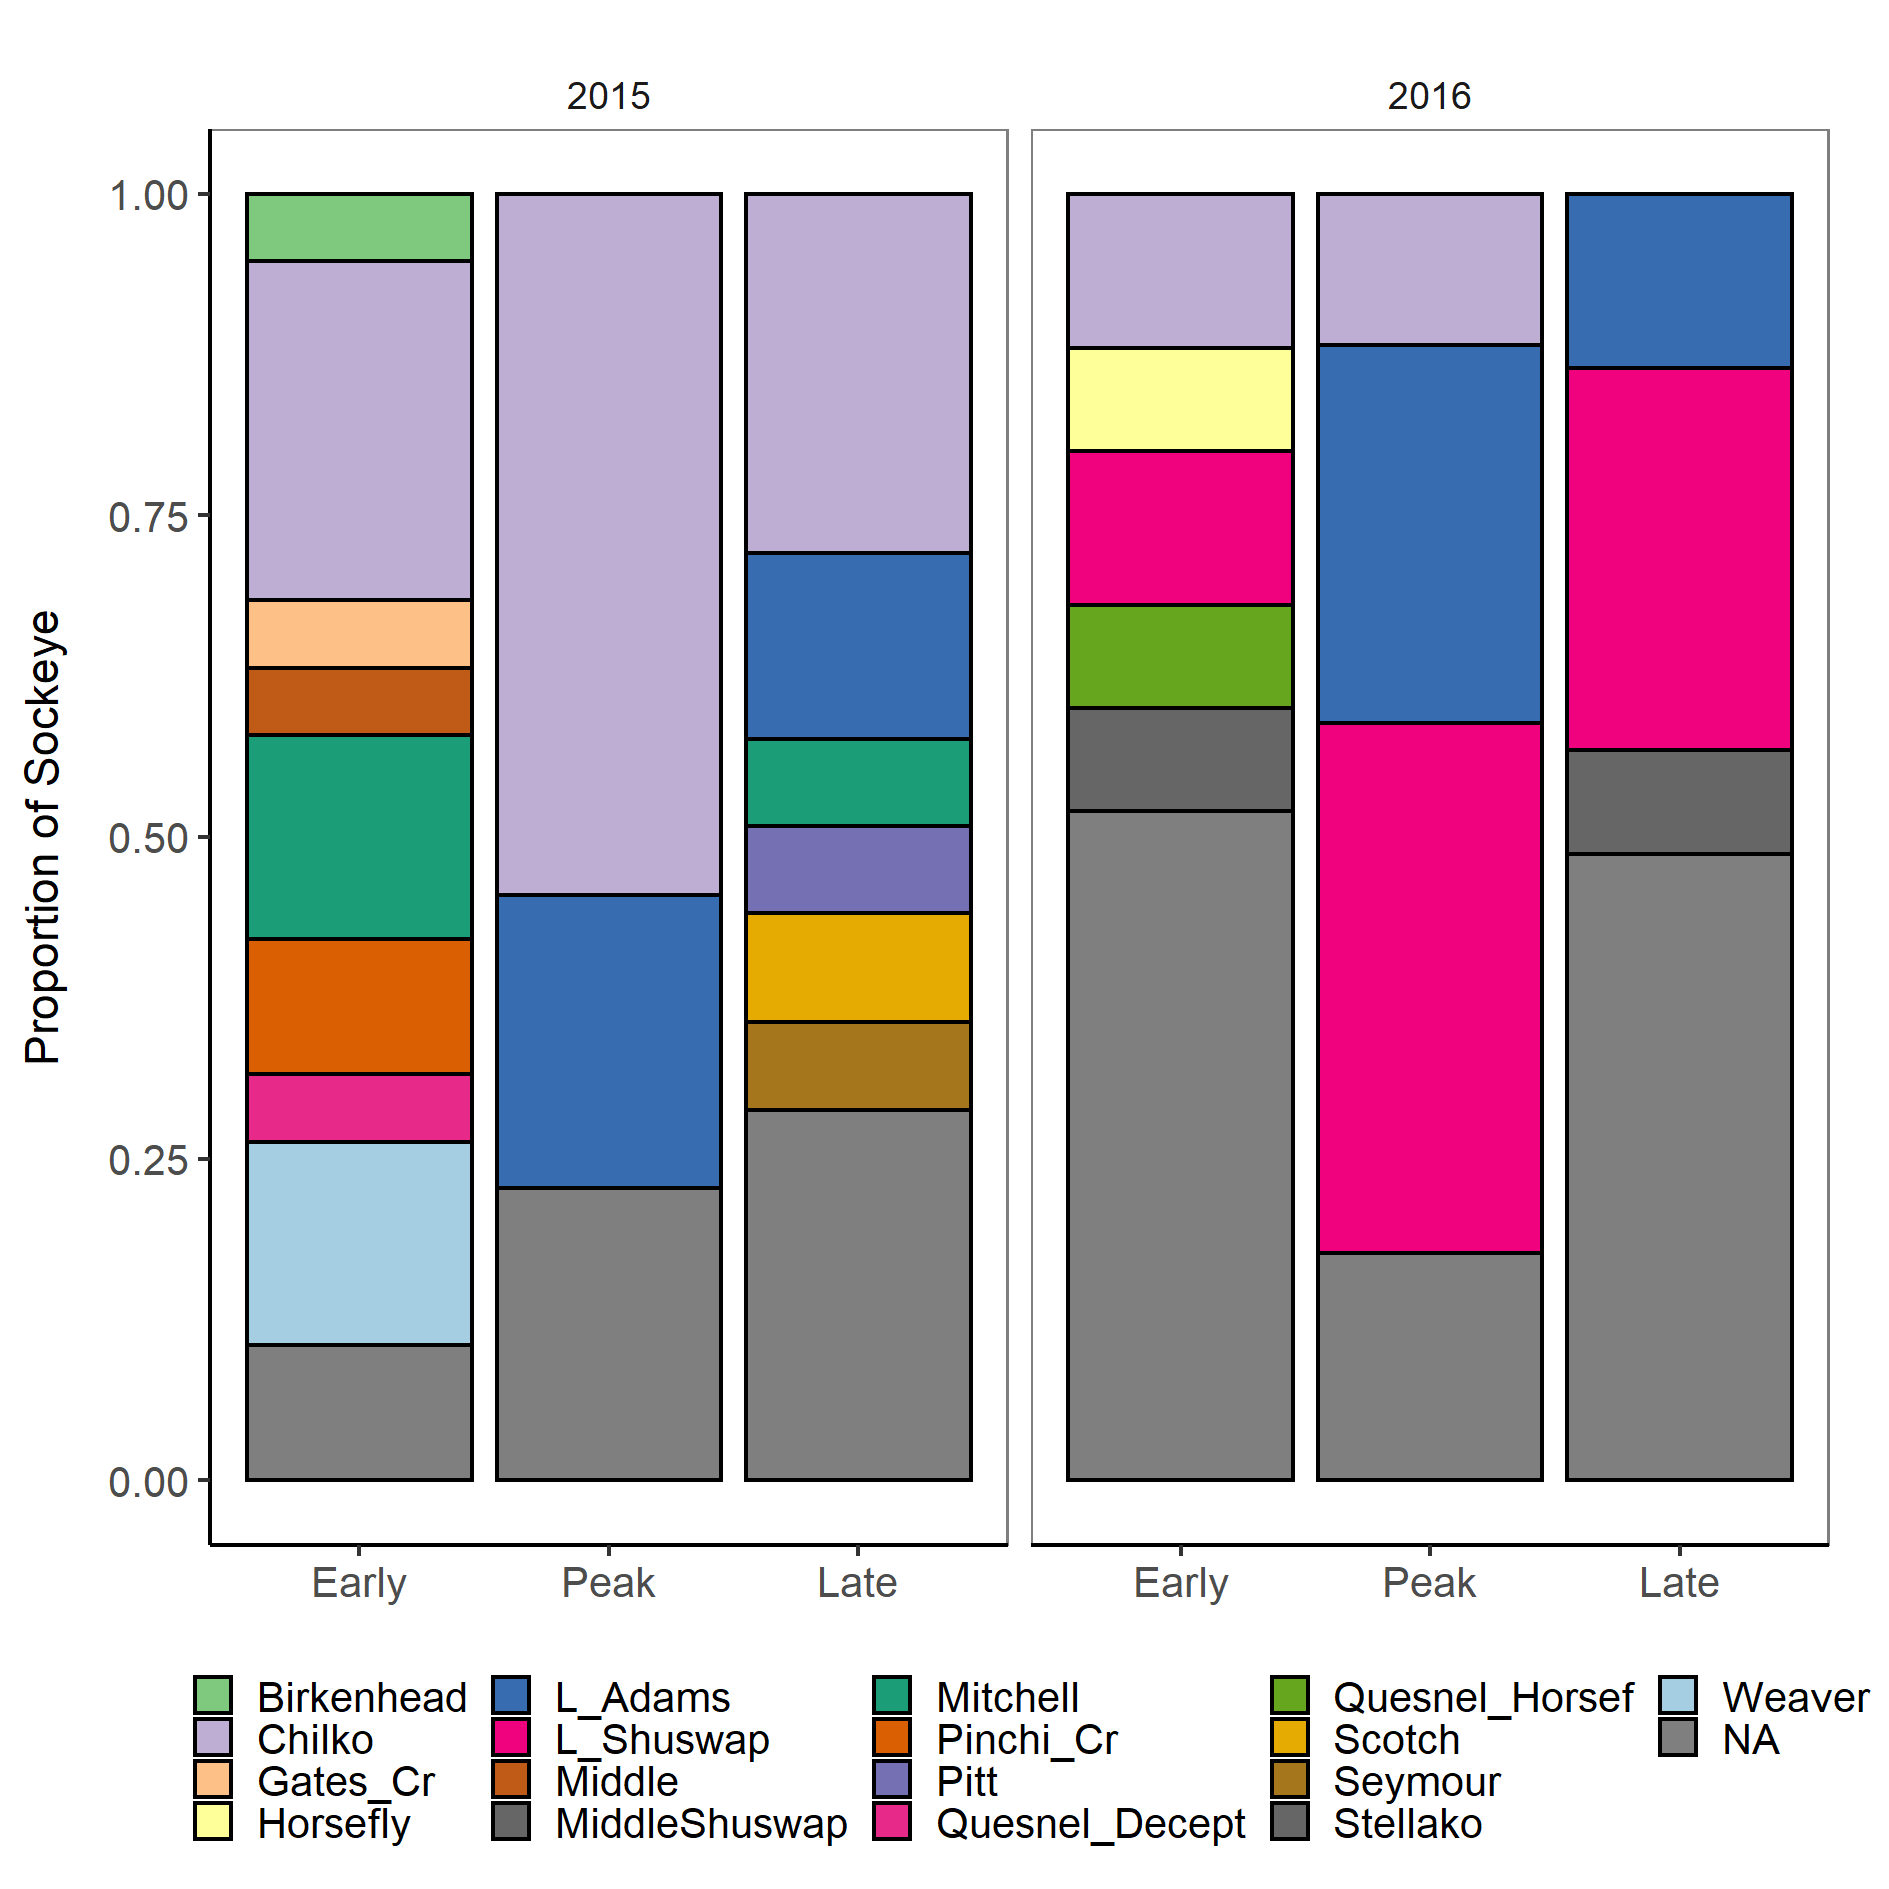 2015 2016
1.00
0.75
0.50
0.25
0.00
Proportion of Sockeye
Early Peak Late Early Peak Late
Birkenhead L_Adams Mitchell Quesnel_Horsef Weaver
Chilko L_Shuswap Pinchi_Cr Scotch NA
Gates_Cr Middle Pitt Seymour
Horsefly MiddleShuswap Quesnel_Decept Stellako